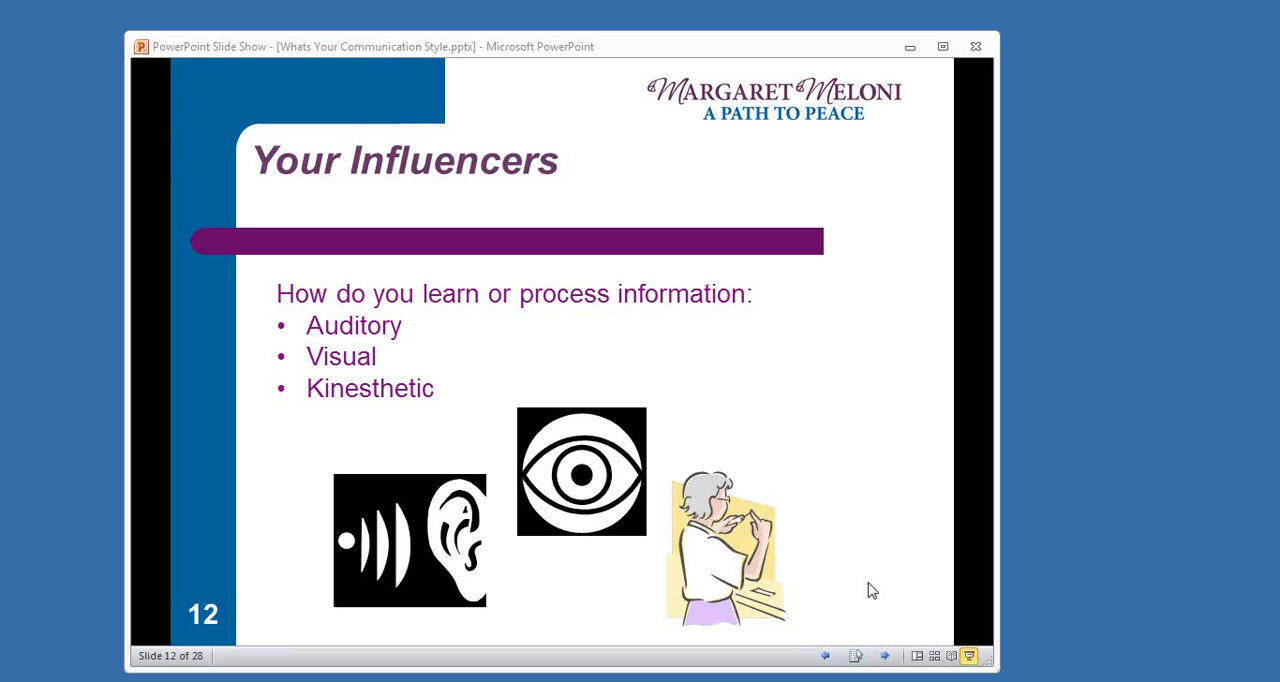 PowerPoint Slide Show - [Whats Your Communication Style.pptx] - Microsoft PowerPoint
MARGARET MELONI
A PATH TO PEACE
Your Influencers
How do you learn or process information:
• Auditory
• Visual
• Kinesthetic
12
Slide 12 of 28